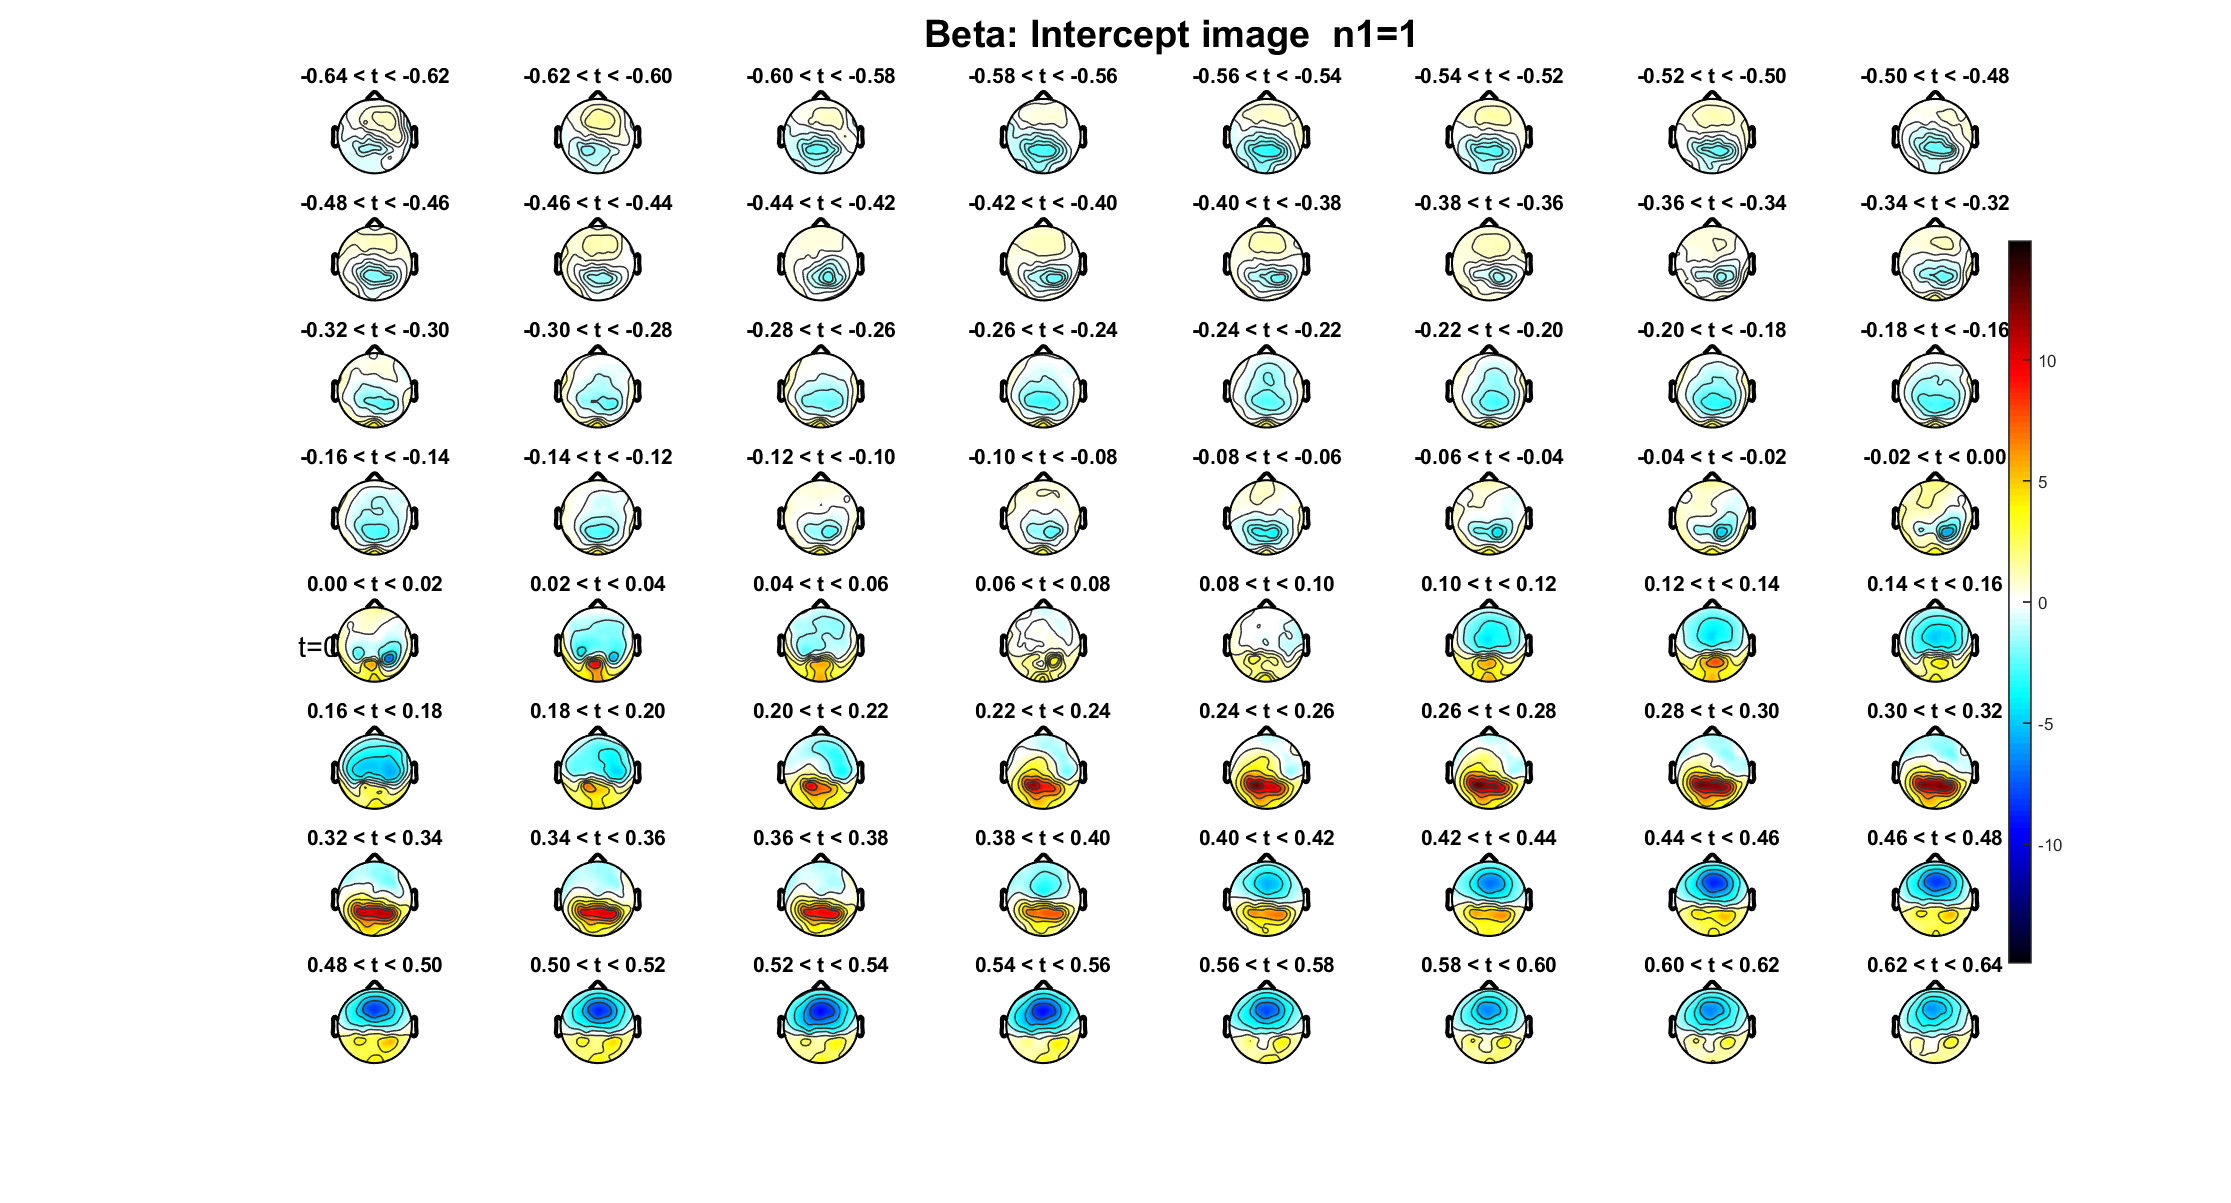 Beta: Intercept image  n1=1
-0.64 < t < -0.62 -0.62 < t < -0.60 -0.60 < t < -0.58 -0.58 < t < -0.56 -0.56 < t < -0.54 -0.54 < t < -0.52 -0.52 < t < -0.50 -0.50 < t < -0.48
-0.48 < t < -0.46 -0.46 < t < -0.44 -0.44 < t < -0.42 -0.42 < t < -0.40 -0.40 < t < -0.38 -0.38 < t < -0.36 -0.36 < t < -0.34 -0.34 < t < -0.32
-0.32 < t < -0.30 -0.30 < t < -0.28 -0.28 < t < -0.26 -0.26 < t < -0.24 -0.24 < t < -0.22 -0.22 < t < -0.20 -0.20 < t < -0.18 -0.18 < t < -0.16
10
-0.16 < t < -0.14 -0.14 < t < -0.12 -0.12 < t < -0.10 -0.10 < t < -0.08 -0.08 < t < -0.06 -0.06 < t < -0.04 -0.04 < t < -0.02 -0.02 < t < 0.00
5
0.00 < t < 0.02 0.02 < t < 0.04 0.04 < t < 0.06 0.06 < t < 0.08 0.08 < t < 0.10 0.10 < t < 0.12 0.12 < t < 0.14 0.14 < t < 0.16
0
t=0
0.16 < t < 0.18 0.18 < t < 0.20 0.20 < t < 0.22 0.22 < t < 0.24 0.24 < t < 0.26 0.26 < t < 0.28 0.28 < t < 0.30 0.30 < t < 0.32
-5
0.32 < t < 0.34 0.34 < t < 0.36 0.36 < t < 0.38 0.38 < t < 0.40 0.40 < t < 0.42 0.42 < t < 0.44 0.44 < t < 0.46 0.46 < t < 0.48
-10
0.48 < t < 0.50 0.50 < t < 0.52 0.52 < t < 0.54 0.54 < t < 0.56 0.56 < t < 0.58 0.58 < t < 0.60 0.60 < t < 0.62 0.62 < t < 0.64